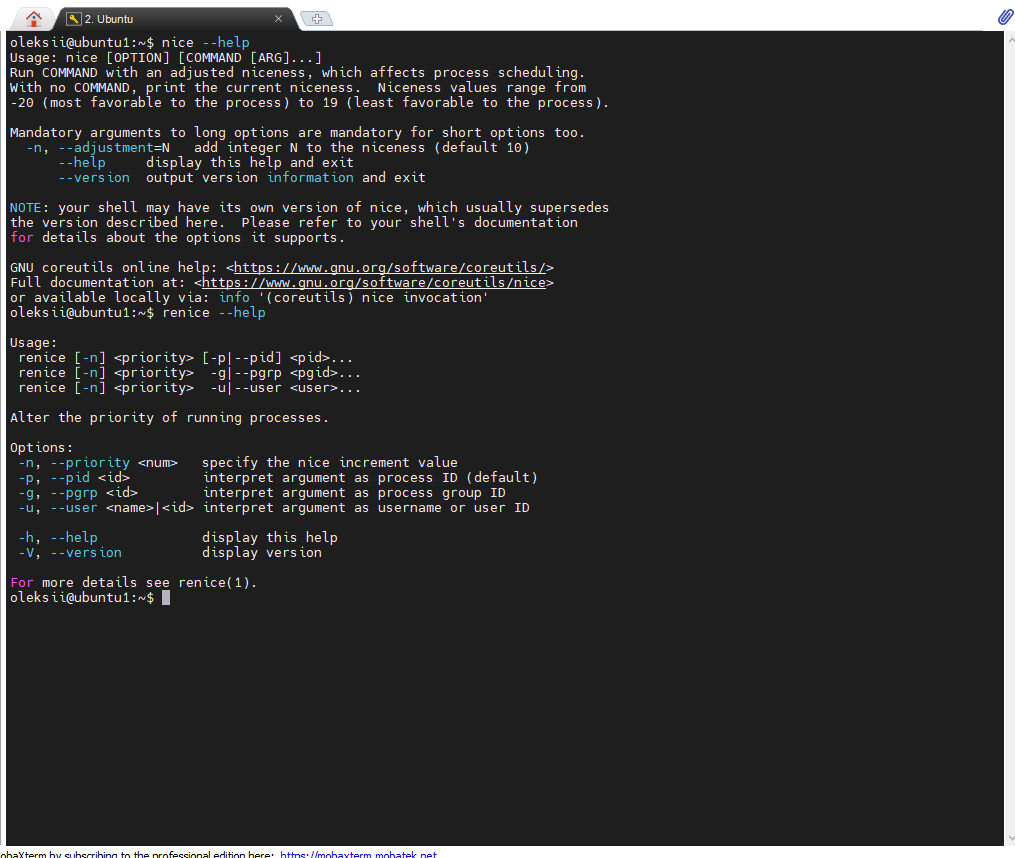 2. Ubuntu
oleksii@ubuntu1:~$ nice --help
Usage: nice [OPTION] [COMMAND [ARG]...]
Run COMMAND with an adjusted niceness, which affects process scheduling.
With no COMMAND, print the current niceness.  Niceness values range from
-20 (most favorable to the process) to 19 (least favorable to the process).
Mandatory arguments to long options are mandatory for short options too.
  -n, --adjustment=N   add integer N to the niceness (default 10)
      --help     display this help and exit
      --version  output version information and exit
NOTE: your shell may have its own version of nice, which usually supersedes
the version described here.  Please refer to your shell's documentation
for details about the options it supports.
GNU coreutils online help: <https://www.gnu.org/software/coreutils/>
Full documentation at: <https://www.gnu.org/software/coreutils/nice>
or available locally via: info '(coreutils) nice invocation'
oleksii@ubuntu1:~$ renice --help
Usage:
 renice [-n] <priority> [-p|--pid] <pid>...
 renice [-n] <priority>  -g|--pgrp <pgid>...
 renice [-n] <priority>  -u|--user <user>...
Alter the priority of running processes.
Options:
 -n, --priority <num>   specify the nice increment value
 -p, --pid <id>         interpret argument as process ID (default)
 -g, --pgrp <id>        interpret argument as process group ID
 -u, --user <name>|<id> interpret argument as username or user ID
 -h, --help             display this help
 -V, --version          display version
For more details see renice(1).
oleksii@ubuntu1:~$
obaXterm by subscribing to the professional edition here:  https://mobaxterm.mobatek.net